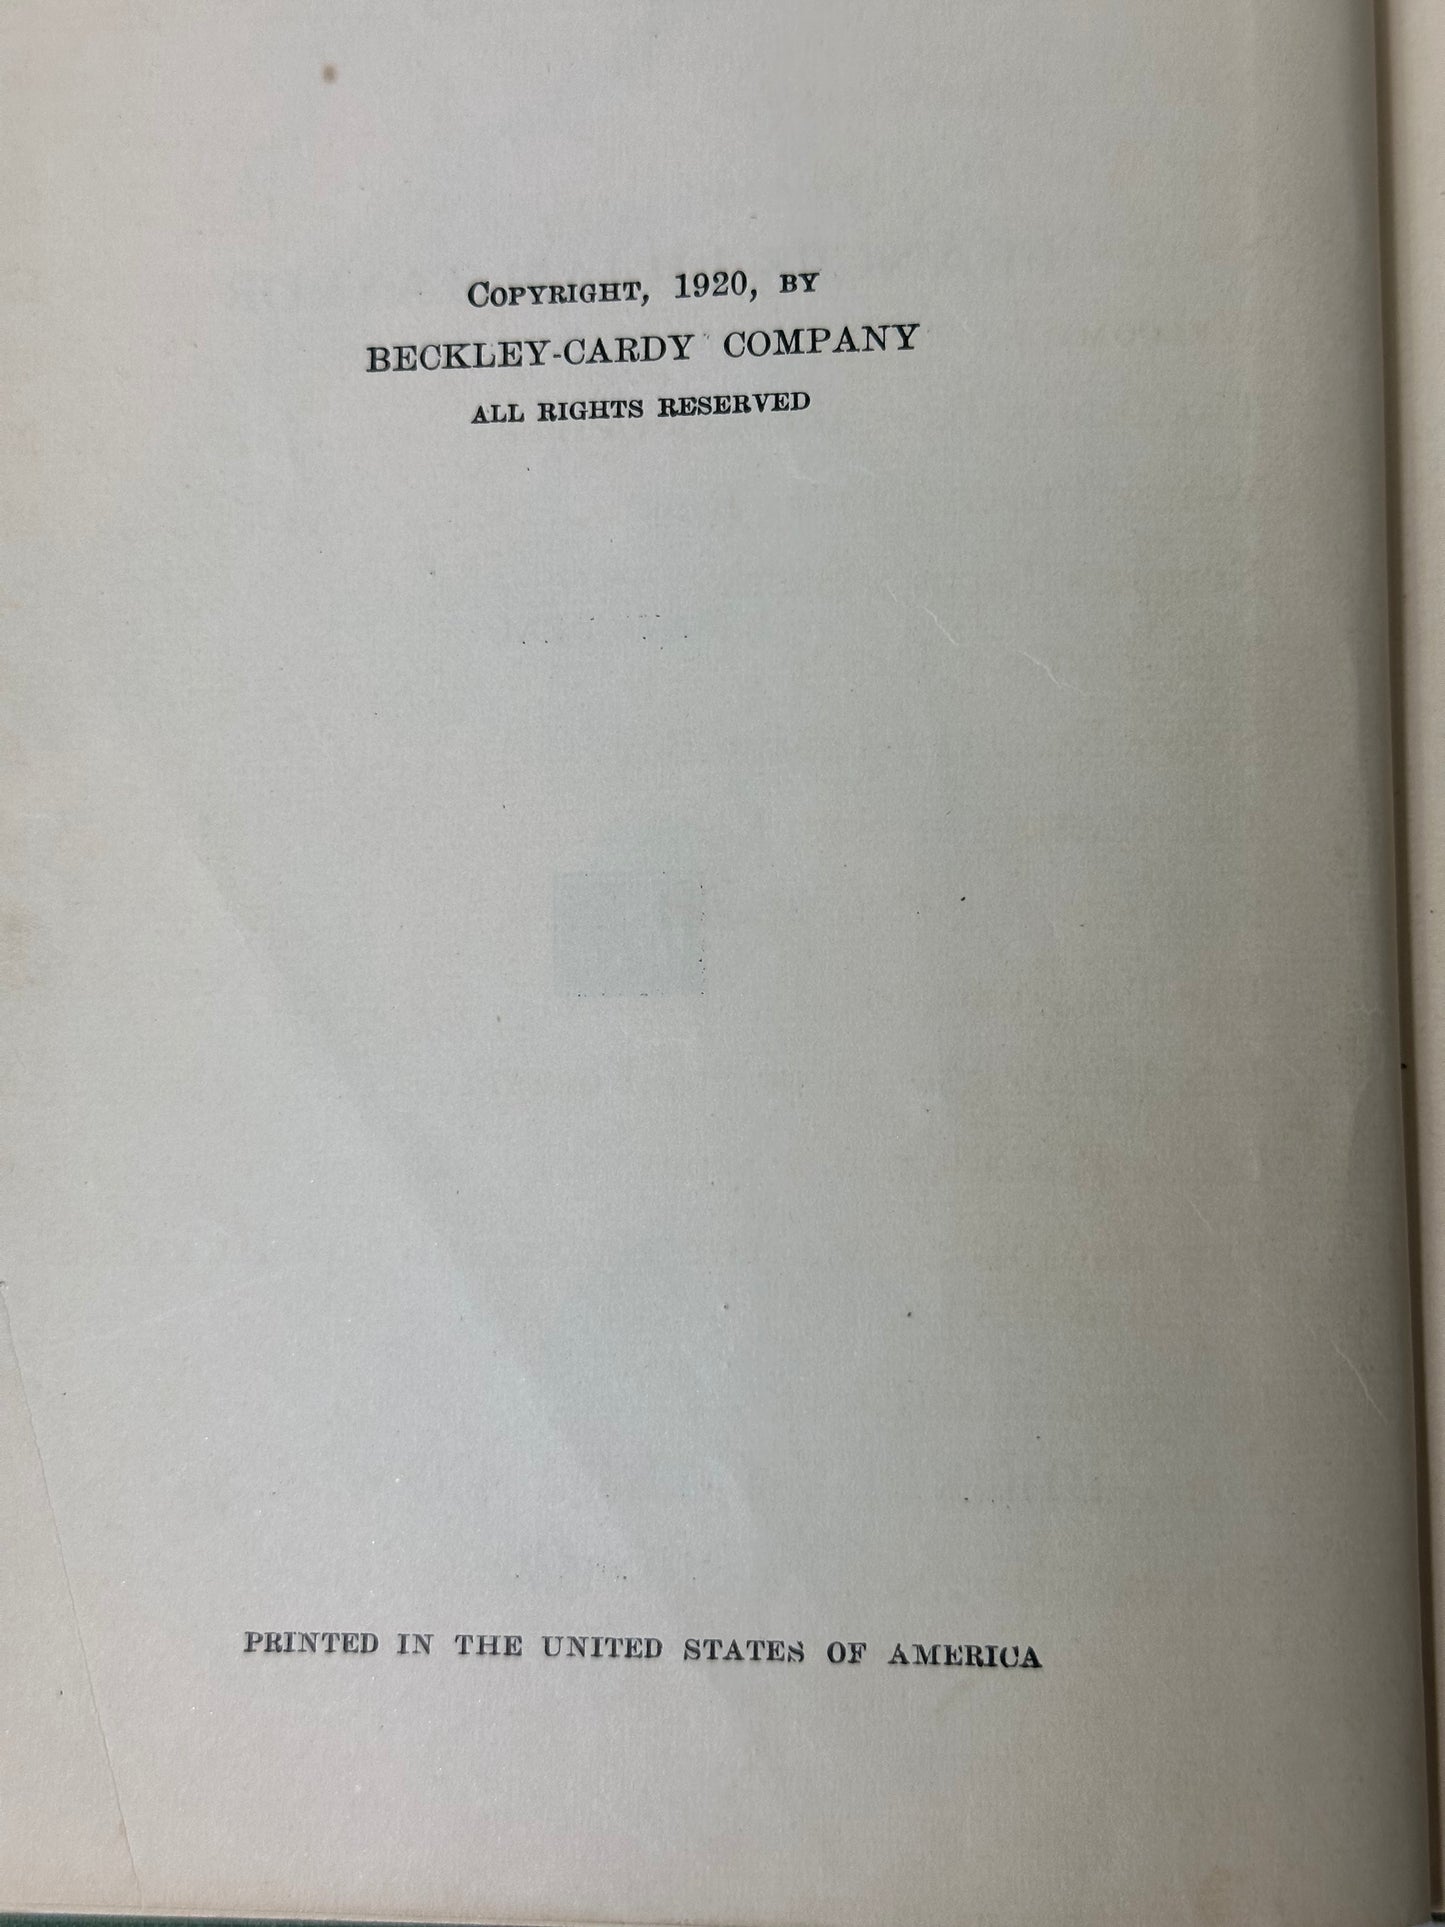 COPYRIGHT, 1920, BY
BECKLEY-CARDY COMPANY
ALL RIGHTS RESERVED
PRINTED IN THE UNITED STATES OF AMERICA